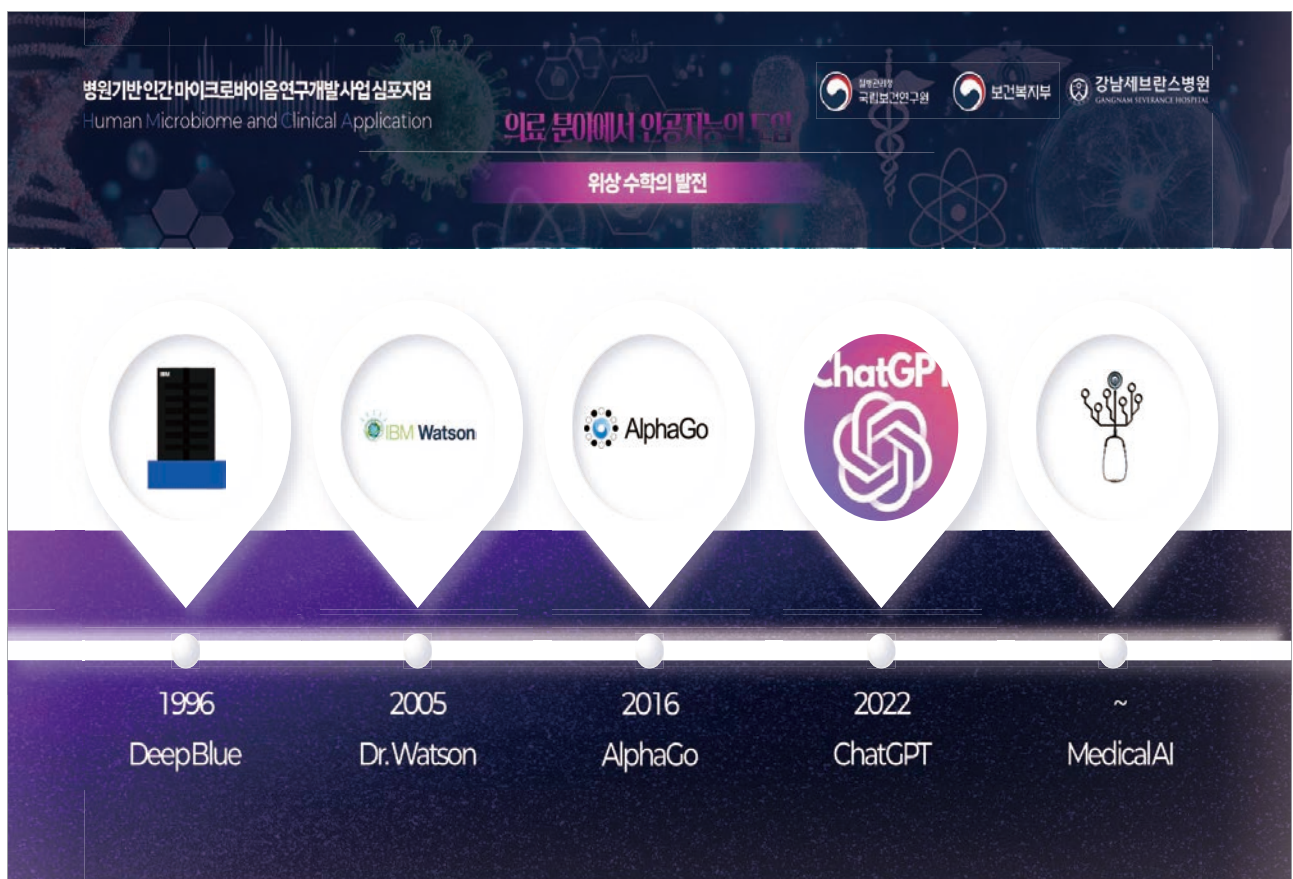 병원기반 인간 마이크로바이옴 연구개발 사업 심포지엄
Human Microbiome and Clinical Application
의료 분야에서 인공지능의 도입
위상 수학의 발전
질병관리청
국립보건연구원
보건복지부
강남세브란스병원
GANGNAM SEVERANCE HOSPITAL
IBM
IBM Watson
AlphaGo
ChatGPT
1996
2005
2016
2022
~
DeepBlue
Dr. Watson
AlphaGo
ChatGPT
MedicalAI